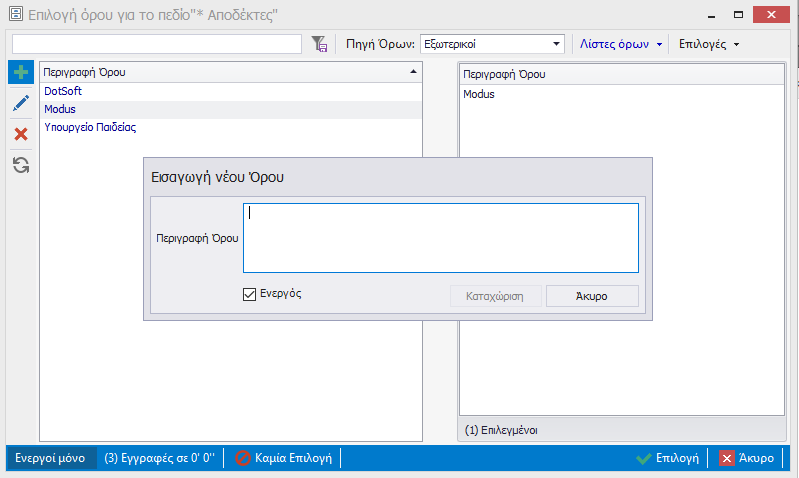 Επιλογή όρου για το πεδίο"* Αποδέκτες"
Πηγή Όρων: Εξωτερικοί Λίστες όρων Επιλογές
Περιγραφή Όρου
DotSoft
Modus
Υπουργείο Παιδείας
Περιγραφή Όρου
Modus
Εισαγωγή νέου Όρου
Περιγραφή Όρου
Ενεργός
Καταχώριση Άκυρο
(1) Επιλεγμένοι
Ενεργοί μόνο (3) Εγγραφές σε 0' 0'' Καμία Επιλογή Επιλογή Άκυρο